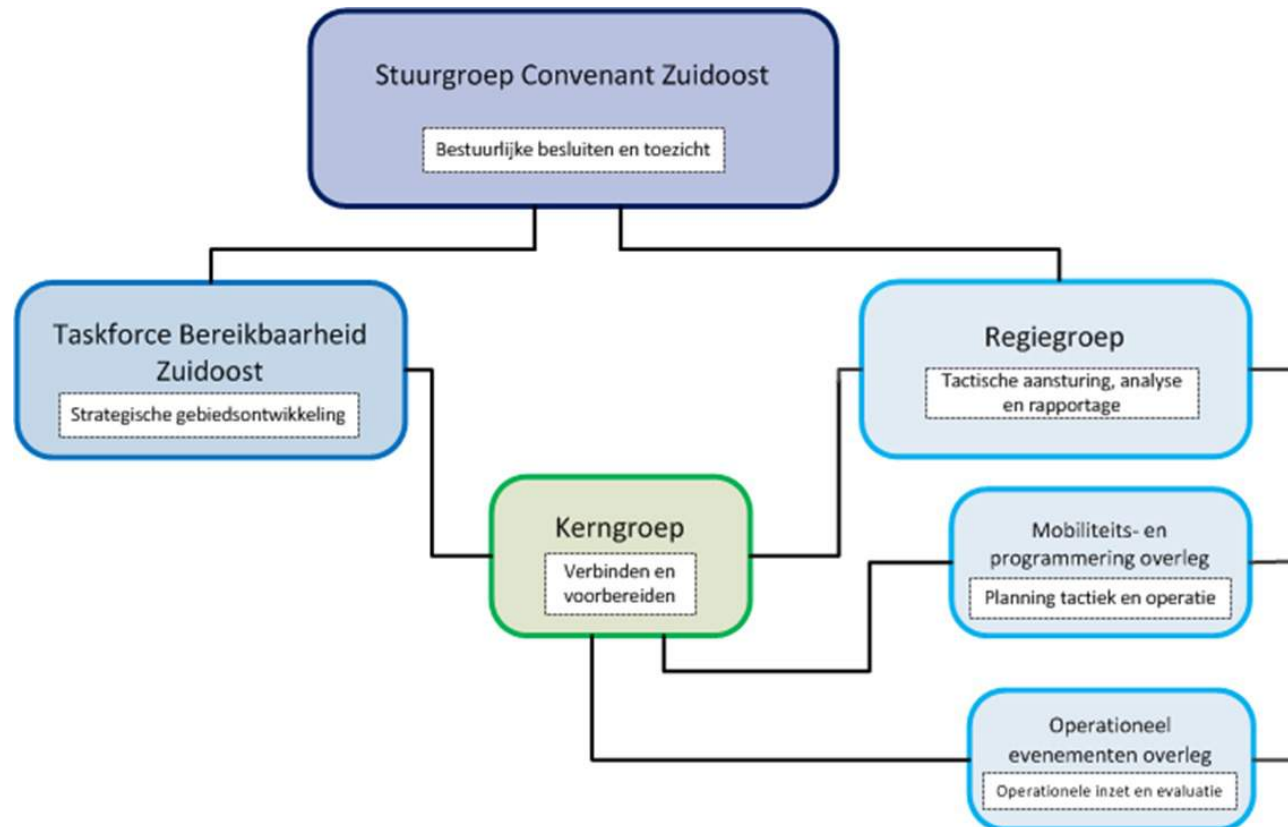 Stuurgroep Convenant Zuidoost
Bestuurlijke besluiten en toezicht
Taskforce Bereikbaarheid
Zuidoost
Strategische gebiedsontwikkeling
Regiegroep
Tactische aansturing, analyse
en rapportage
Kerngroep
Verbinden en
voorbereiden
Mobiliteits- en
programmering overleg
Planning tactiek en operatie
Operationeel
evenementen overleg
Operationele inzet en evaluatie